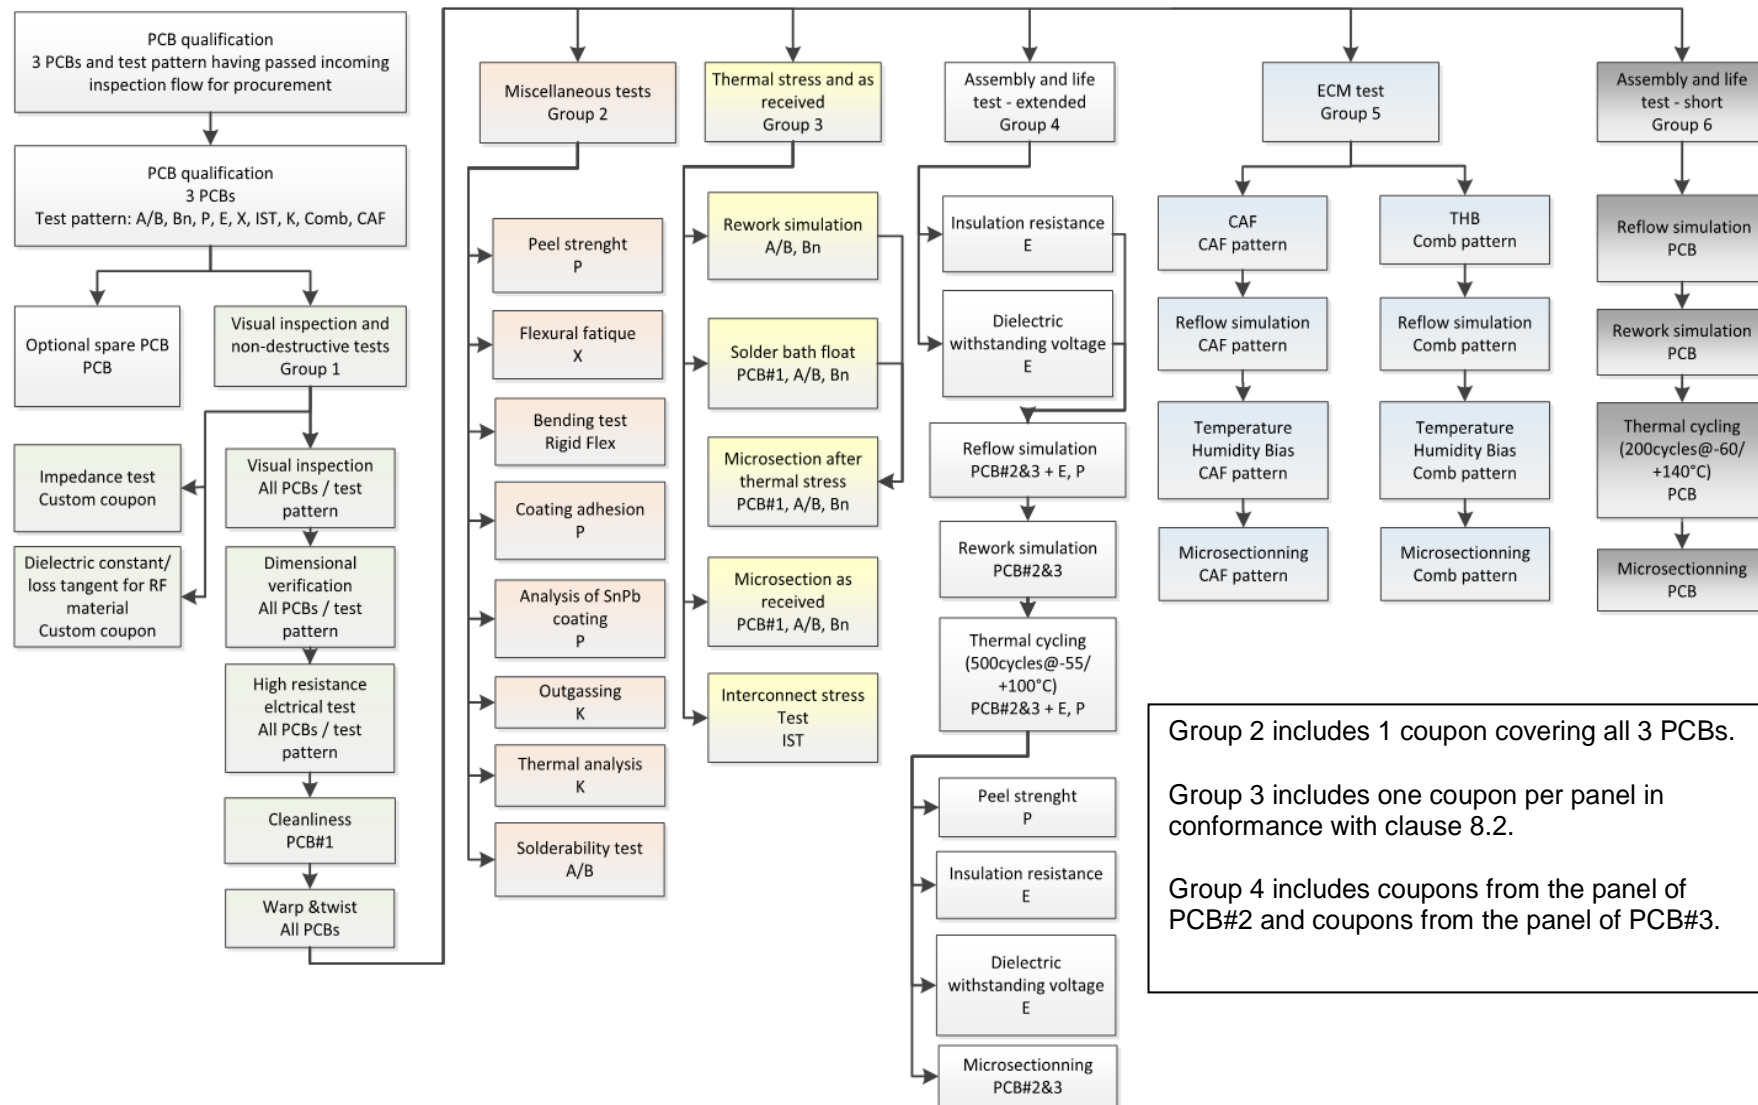 PCB qualification
3 PCBs and test pattern having passed incoming
inspection flow for procurement
PCB qualification
3 PCBs
Test pattern: A/B, Bn, P, E, X, IST, K, Comb, CAF
Optional spare PCB
PCB
Visual inspection and
non-destructive tests
Group 1
Impedance test
Custom coupon
Dielectric constant/
loss tangent for RF
material
Custom coupon
Visual inspection
All PCBs / test
pattern
Dimensional
verification
All PCBs / test
pattern
High resistance
elctrical test
All PCBs / test
pattern
Cleanliness
PCB#1
Warp &twist
All PCBs
Miscellaneous tests
Group 2
Peel strenght
P
Flexural fatique
X
Bending test
Rigid Flex
Coating adhesion
P
Analysis of SnPb
coating
P
Outgassing
K
Thermal analysis
K
Solderability test
A/B
Thermal stress and as
received
Group 3
Rework simulation
A/B, Bn
Solder bath float
PCB#1, A/B, Bn
Microsection after
thermal stress
PCB#1, A/B, Bn
Microsection as
received
PCB#1, A/B, Bn
Interconnect stress
Test
IST
Assembly and life
test - extended
Group 4
Insulation resistance
E
Dielectric
withstanding voltage
E
Reflow simulation
PCB#2&3 + E, P
Rework simulation
PCB#2&3
Thermal cycling
(500cycles@-55/
+100°C)
PCB#2&3 + E, P
Peel strenght
P
Insulation resistance
E
Dielectric
withstanding voltage
E
Microsectionning
PCB#2&3
ECM test
Group 5
CAF
CAF pattern
Reflow simulation
CAF pattern
Temperature
Humidity Bias
CAF pattern
Microsectionning
CAF pattern
THB
Comb pattern
Reflow simulation
Comb pattern
Temperature
Humidity Bias
Comb pattern
Microsectionning
Comb pattern
Assembly and life
test - short
Group 6
Reflow simulation
PCB
Rework simulation
PCB
Thermal cycling
(200cycles@-60/
+140°C)
PCB
Microsectionning
PCB
Group 2 includes 1 coupon covering all 3 PCBs.
Group 3 includes one coupon per panel in
conformance with clause 8.2.
Group 4 includes coupons from the panel of
PCB#2 and coupons from the panel of PCB#3.